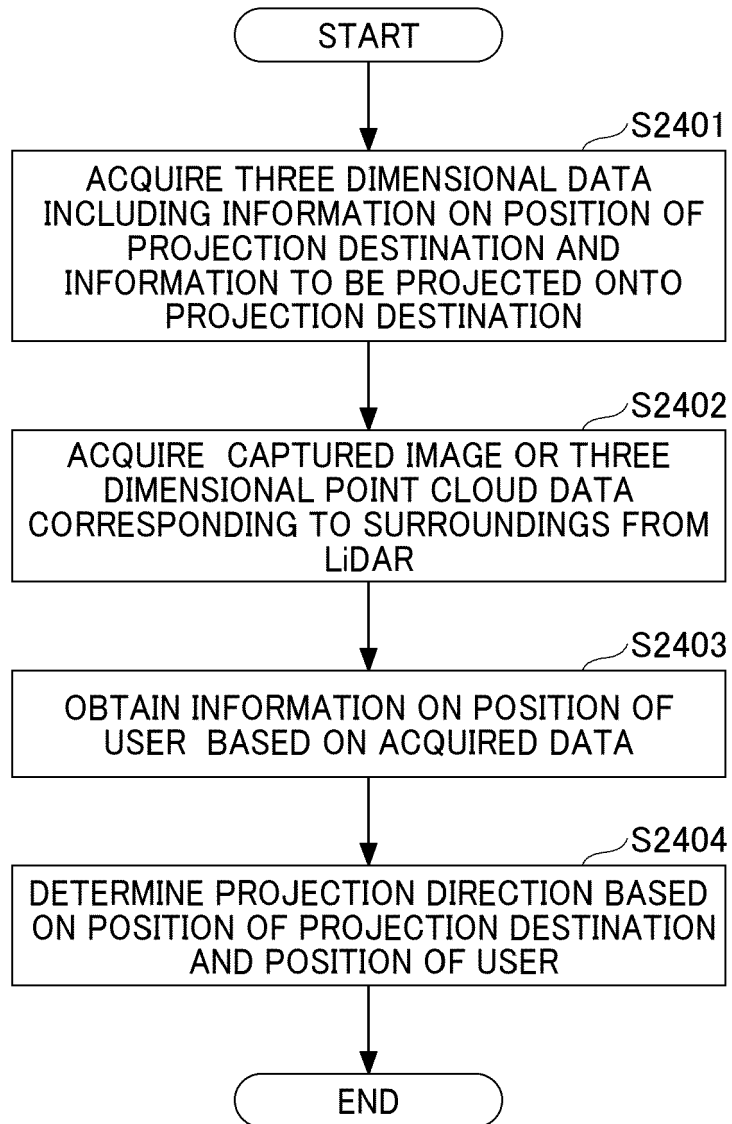 START
S2401
ACQUIRE THREE DIMENSIONAL DATA
INCLUDING INFORMATION ON POSITION OF
PROJECTION DESTINATION AND
INFORMATION TO BE PROJECTED ONTO
PROJECTION DESTINATION
S2402
ACQUIRE CAPTURED IMAGE OR THREE
DIMENSIONAL POINT CLOUD DATA
CORRESPONDING TO SURROUNDINGS FROM
LiDAR
S2403
OBTAIN INFORMATION ON POSITION OF
USER BASED ON ACQUIRED DATA
S2404
DETERMINE PROJECTION DIRECTION BASED
ON POSITION OF PROJECTION DESTINATION
AND POSITION OF USER
END